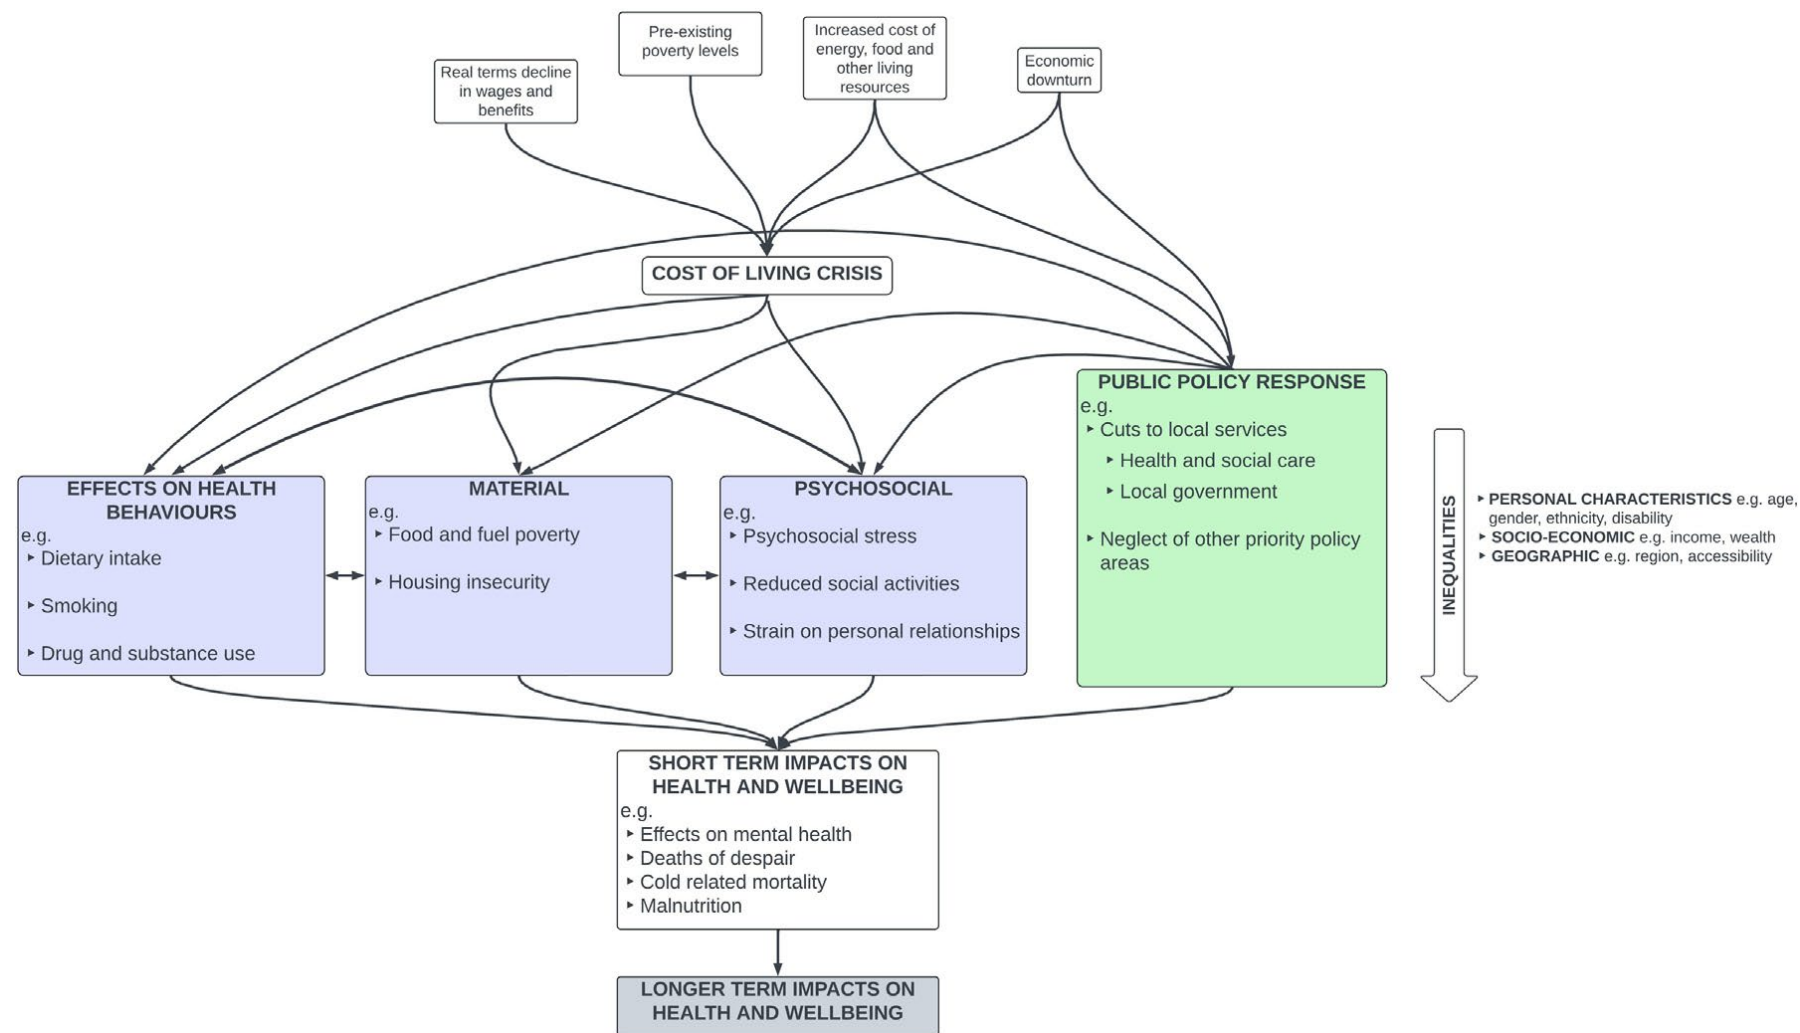 Real terms decline
in wages and
benefits
Pre-existing
poverty levels
Increased cost of
energy, food and
other living
resources
Economic
downturn
COST OF LIVING CRISIS
EFFECTS ON HEALTH
BEHAVIOURS
e.g.
‣ Dietary intake
‣ Smoking
‣ Drug and substance use
MATERIAL
e.g.
‣ Food and fuel poverty
‣ Housing insecurity
PSYCHOSOCIAL
e.g.
‣ Psychosocial stress
‣ Reduced social activities
‣ Strain on personal relationships
PUBLIC POLICY RESPONSE
e.g.
‣ Cuts to local services
‣ Health and social care
‣ Local government
‣ Neglect of other priority policy
areas
INEQUALITIES
‣ PERSONAL CHARACTERISTICS e.g. age,
gender, ethnicity, disability
‣ SOCIO-ECONOMIC e.g. income, wealth
‣ GEOGRAPHIC e.g. region, accessibility
SHORT TERM IMPACTS ON
HEALTH AND WELLBEING
e.g.
‣ Effects on mental health
‣ Deaths of despair
‣ Cold related mortality
‣ Malnutrition
LONGER TERM IMPACTS ON
HEALTH AND WELLBEING